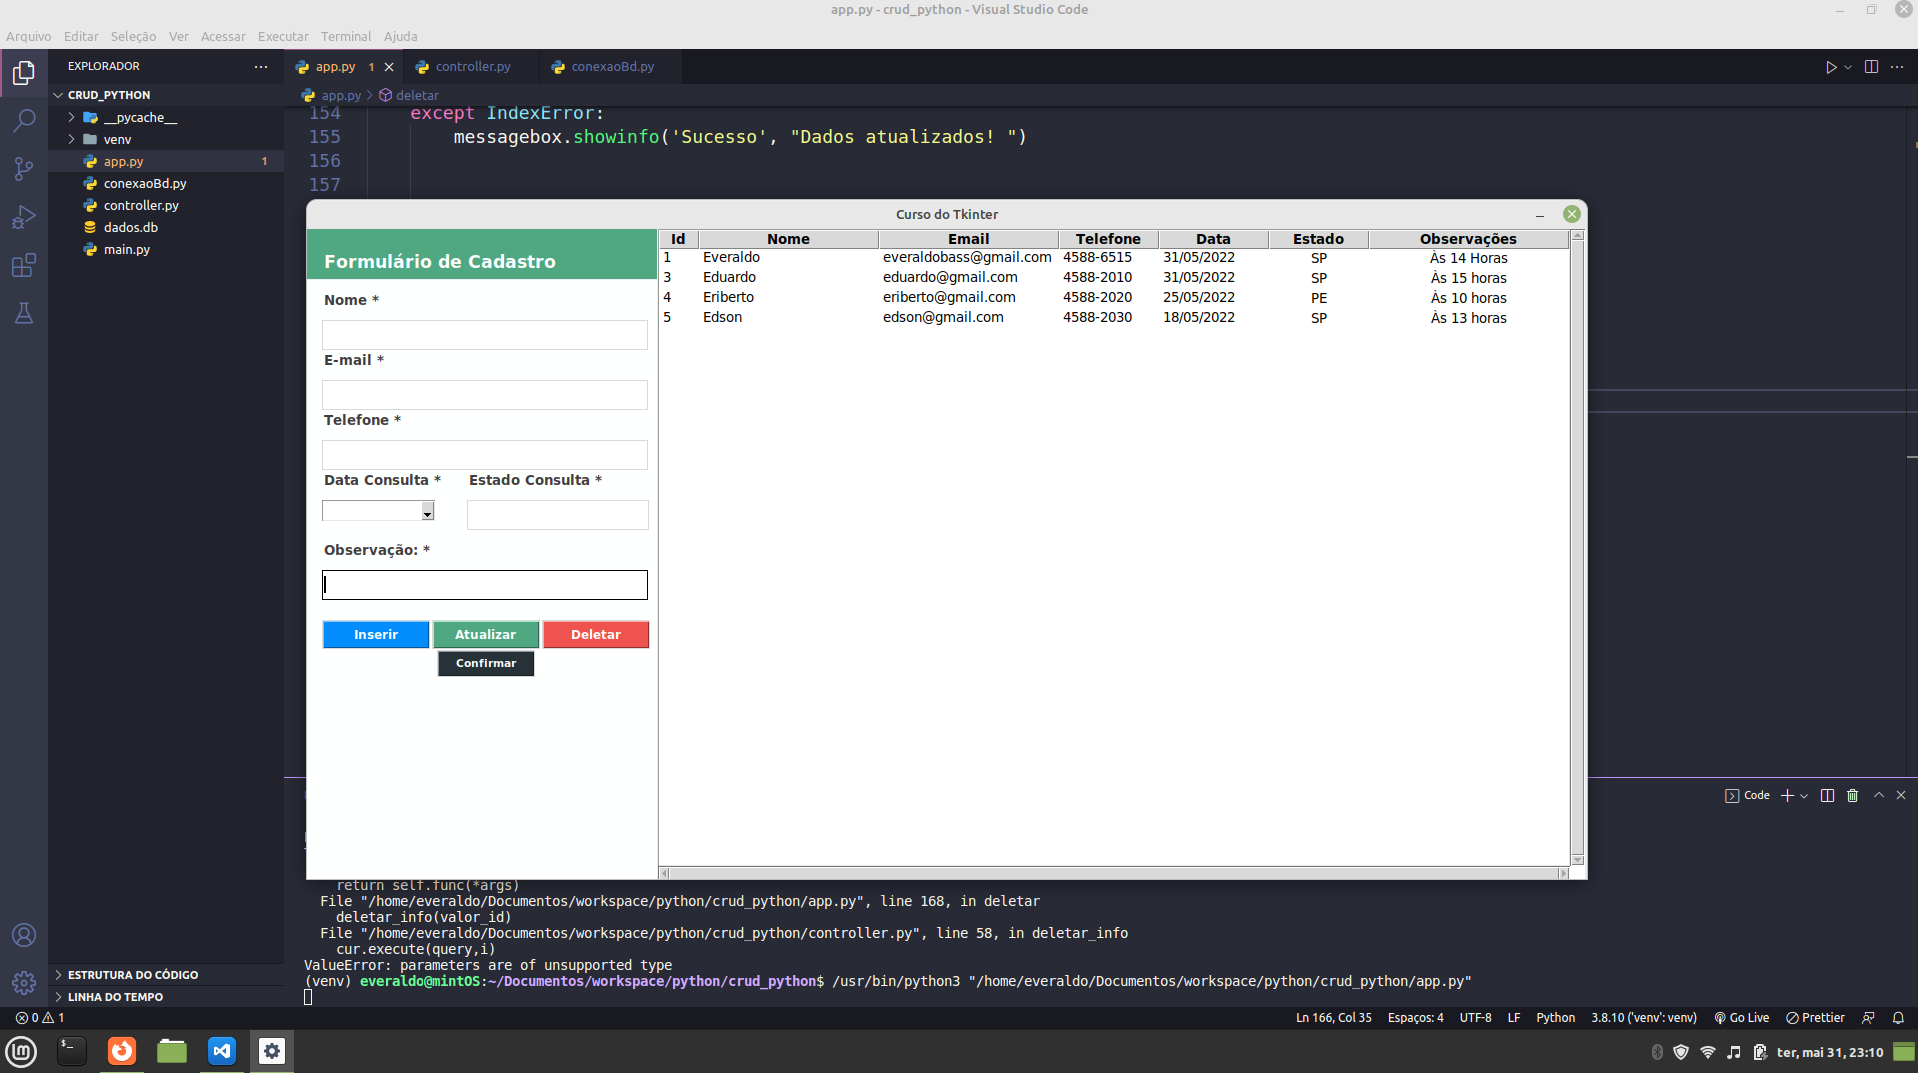 app.py - crud_python - Visual Studio Code
Arquivo Editar Seleção Ver Acessar Executar Terminal Ajuda
EXPLORADOR
app.py 1 controller.py conexaoBd.py
CRUD_PYTHON
app.py > deletar
__pycache__
venv
app.py 1
conexaoBd.py
controller.py
dados.db
main.py
154 except IndexError:
155 messagebox.showinfo('Sucesso', "Dados atualizados! ")
156
157
Curso do Tkinter
Formulário de Cadastro
Nome *
E-mail *
Telefone *
Data Consulta * Estado Consulta *
Observação: *
Inserir Atualizar Deletar
Confirmar
Id Nome Email Telefone Data Estado Observações
1 Everaldo everaldobass@gmail.com 4588-6515 31/05/2022 SP Às 14 Horas
3 Eduardo eduardo@gmail.com 4588-2010 31/05/2022 SP Às 15 horas
4 Eriberto eriberto@gmail.com 4588-2020 25/05/2022 PE Às 10 horas
5 Edson edson@gmail.com 4588-2030 18/05/2022 SP Às 13 horas
Code
return self.func(*args)
File "/home/everaldo/Documentos/workspace/python/crud_python/app.py", line 168, in deletar
deletar_info(valor_id)
File "/home/everaldo/Documentos/workspace/python/crud_python/controller.py", line 58, in deletar_info
cur.execute(query,i)
ValueError: parameters are of unsupported type
(venv) everaldo@mintOS:~/Documentos/workspace/python/crud_python$ /usr/bin/python3 "/home/everaldo/Documentos/workspace/python/crud_python/app.py"
ESTRUTURA DO CÓDIGO
LINHA DO TEMPO
0 1 Ln 166, Col 35 Espaços: 4 UTF-8 LF Python 3.8.10 ('venv': venv) Go Live Prettier
ter, mai 31, 23:10